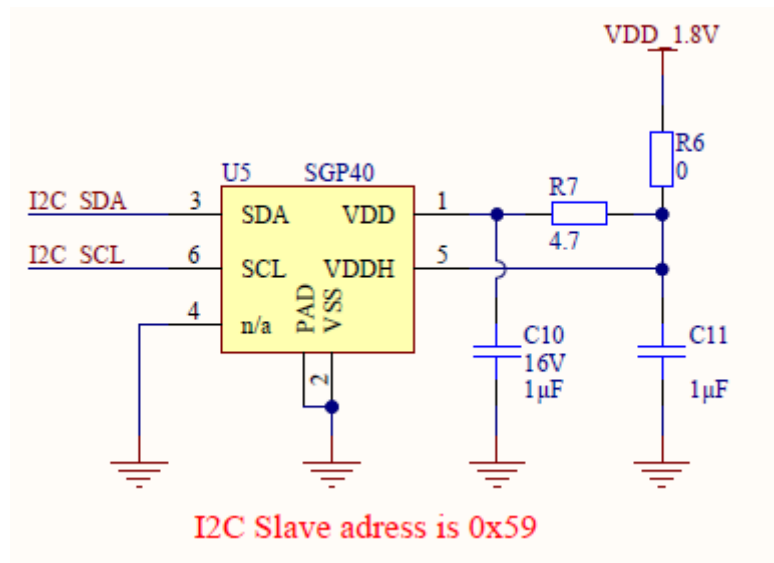 VDD_1.8V
R6
0
U5 SGP40
R7
4.7
I2C_SDA 3 SDA VDD 1
I2C_SCL 6 SCL VDDH 5
4 n/a PAD VSS
2
C10
16V
1µF
C11
1µF
I2C Slave adress is 0x59